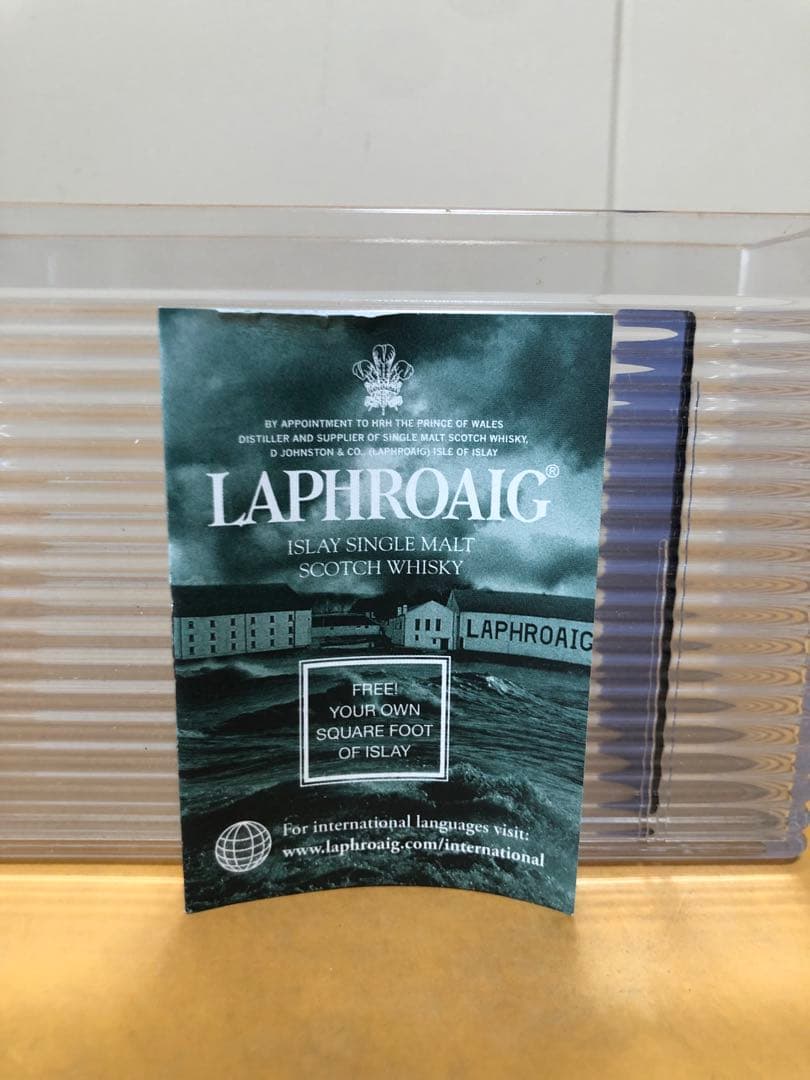 BY APPOINTMENT TO HRH THE PRINCE OF WALES
DISTILLER AND SUPPLIER OF SINGLE MALT SCOTCH WHISKY,
D JOHNSTON & CO., (LAPHROAIG) ISLE OF ISLAY
LAPHROAIG®
ISLAY SINGLE MALT
SCOTCH WHISKY
LAPHROAIG
FREE!
YOUR OWN
SQUARE FOOT
OF ISLAY
For international languages visit:
www.laphroaig.com/international